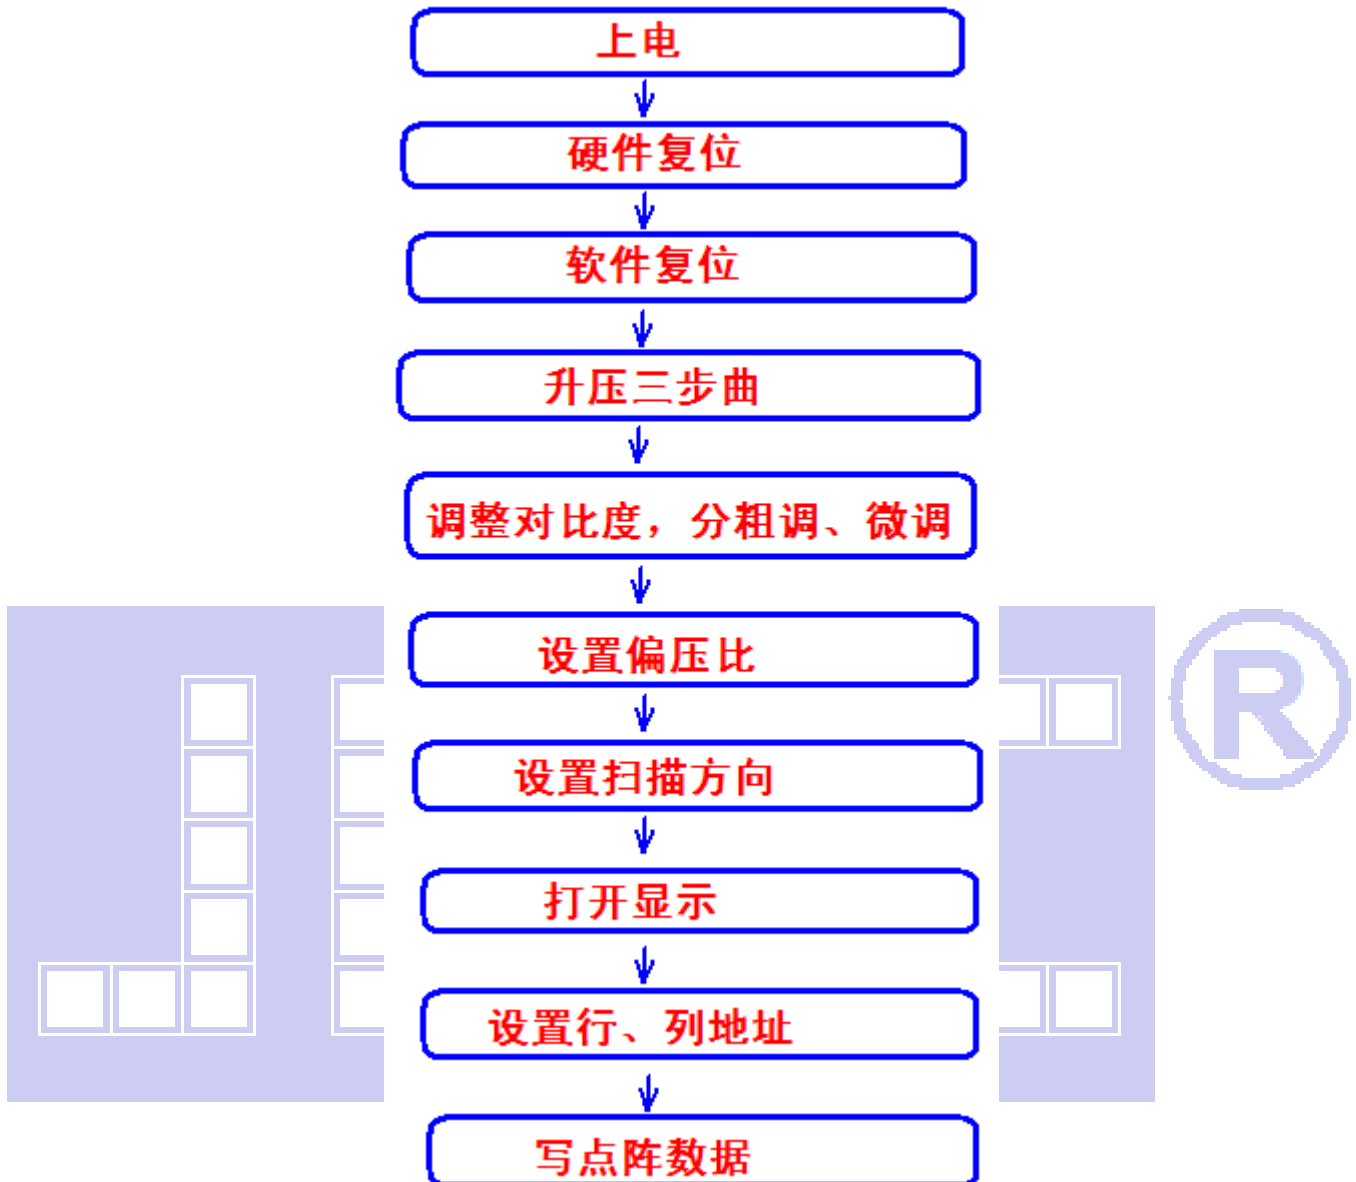 上电
硬件复位
软件复位
升压三步曲
调整对比度，分粗调、微调
设置偏压比
设置扫描方向
打开显示
设置行、列地址
写点阵数据
®